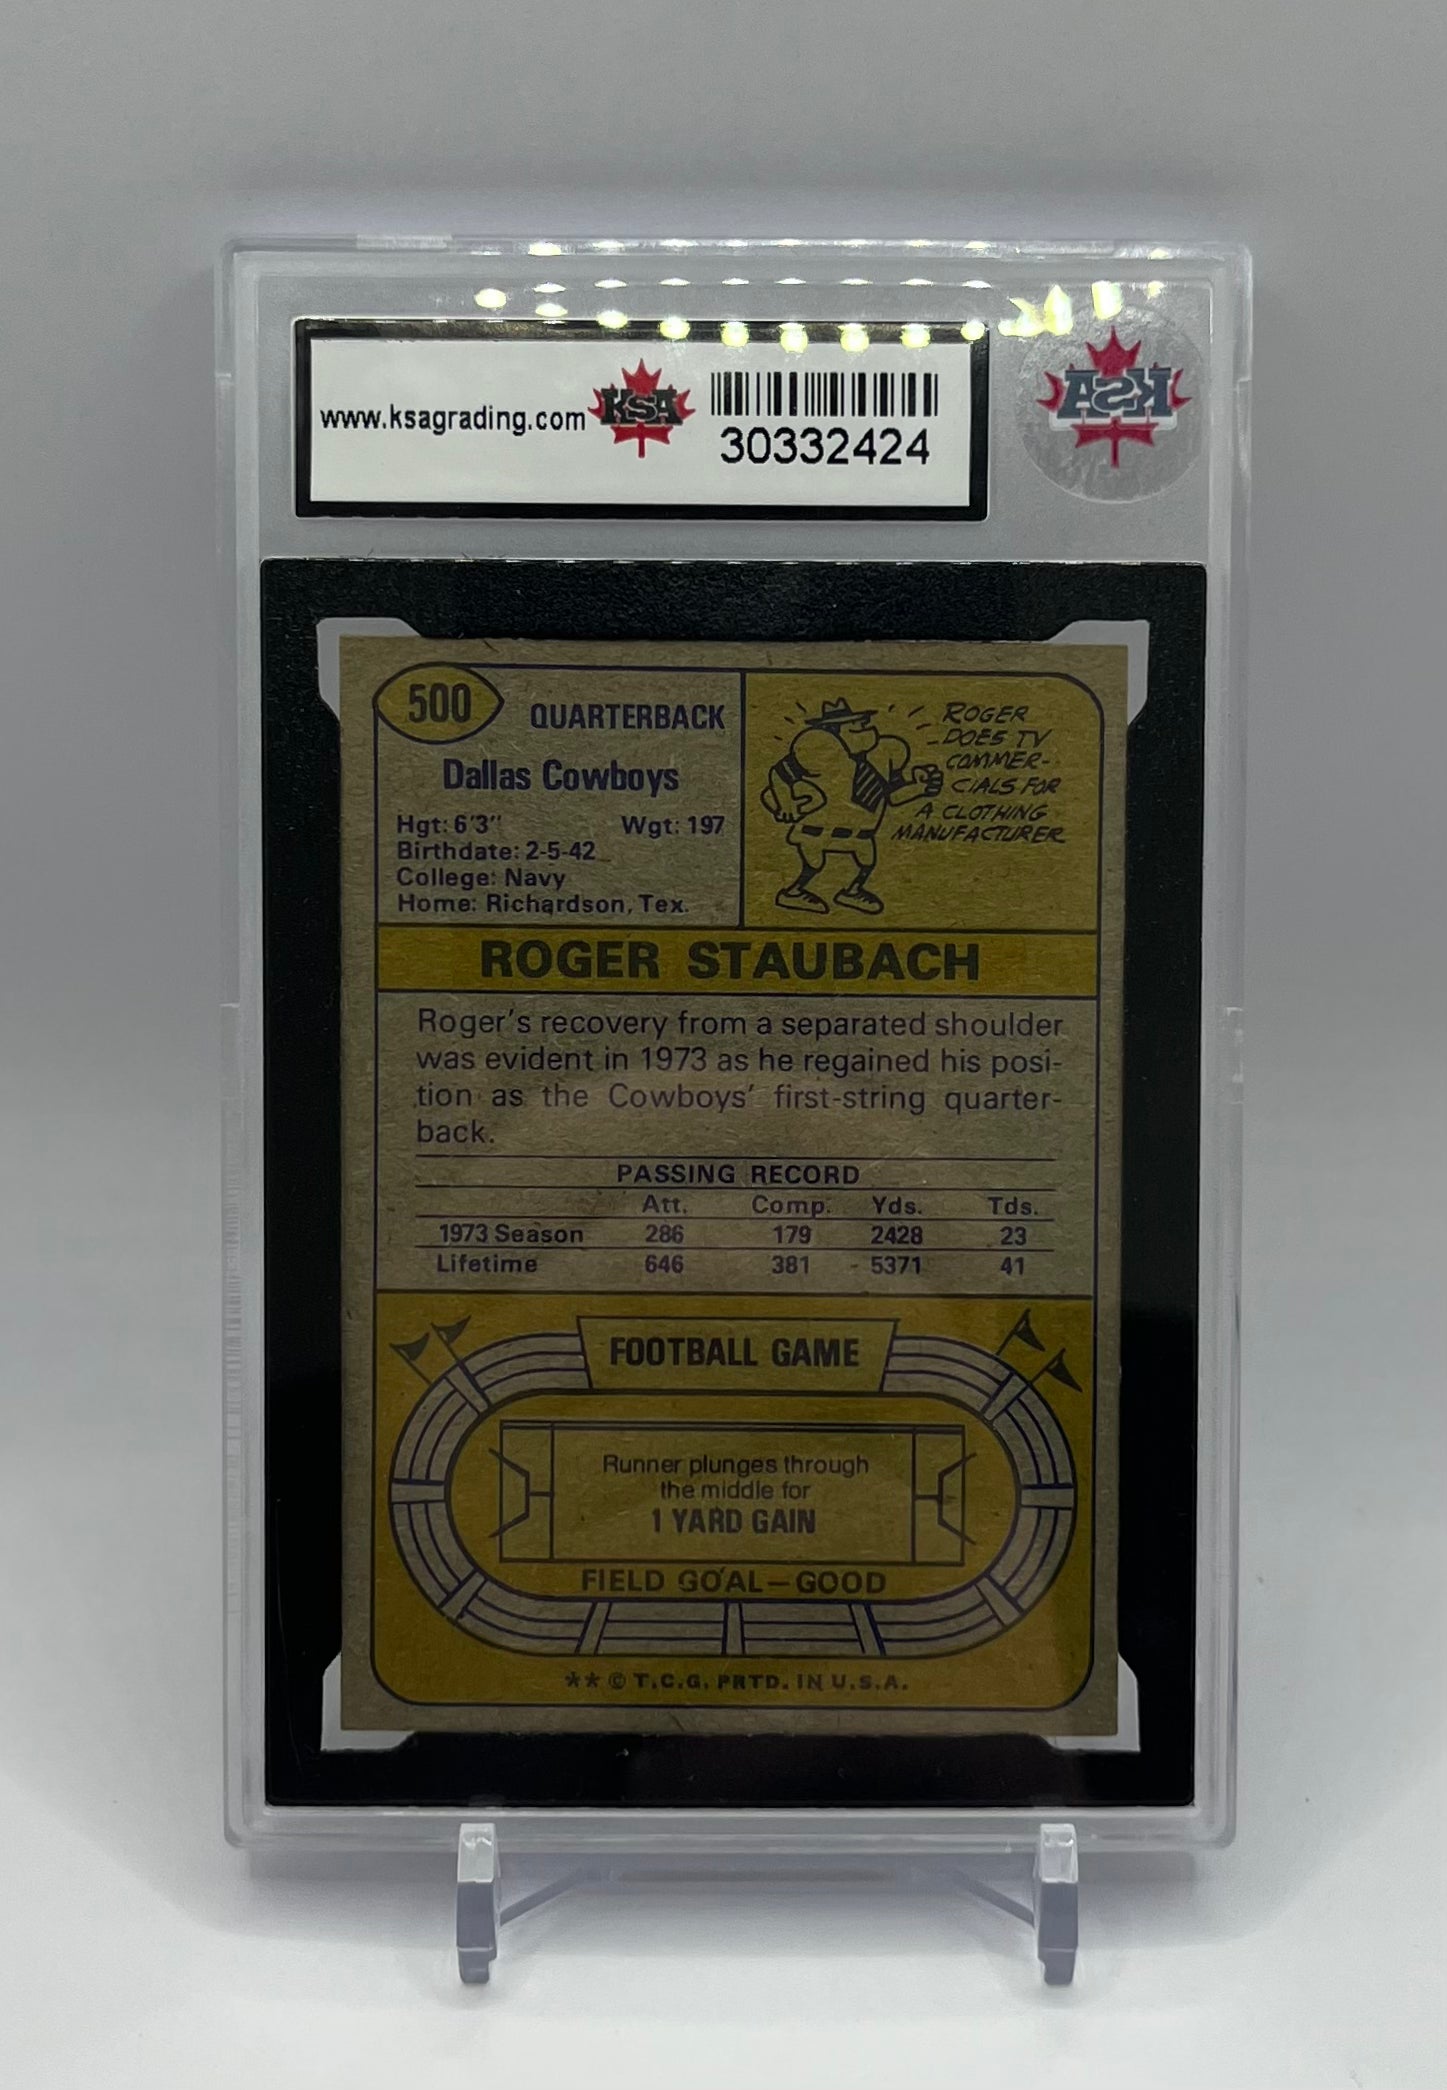 www.ksagrading.com KSA 30332424
KSA
500 QUARTERBACK
Dallas Cowboys
Hgt: 6'3" Wgt: 197
Birthdate: 2-5-42
College: Navy
Home: Richardson, Tex.
ROGER
DOES TV
COMMER-
CIALS FOR
A CLOTHING
MANUFACTURER
ROGER STAUBACH
Roger's recovery from a separated shoulder
was evident in 1973 as he regained his posi-
tion as the Cowboys' first-string quarter-
back.
PASSING RECORD
Att. Comp. Yds. Tds.
1973 Season 286 179 2428 23
Lifetime 646 381 5371 41
FOOTBALL GAME
Runner plunges through
the middle for
1 YARD GAIN
FIELD GOAL—GOOD
** © T.C.G. PRTD. IN U.S.A.